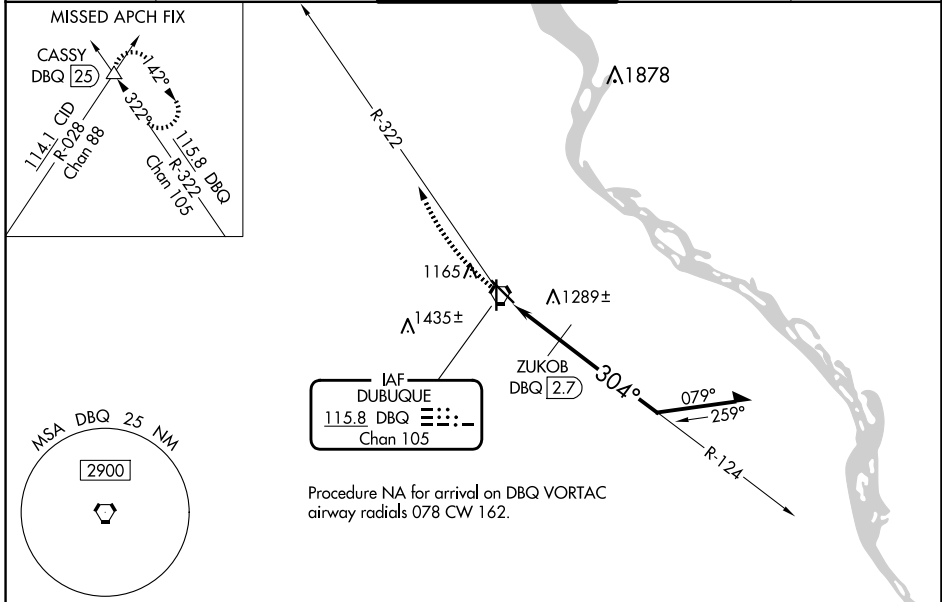 MISSED APCH FIX
CASSY
DBQ 25
142°
322°
114.1 CID
R-028
Chan 88
115.8 DBQ
R-322
Chan 105
1878
R-322
1165
1289±
1435±
ZUKOB
DBQ 2.7
304°
079°
259°
R-124
IAF
DUBUQUE
115.8 DBQ
Chan 105
MSA DBQ 25 NM
2900
Procedure NA for arrival on DBQ VORTAC
airway radials 078 CW 162.